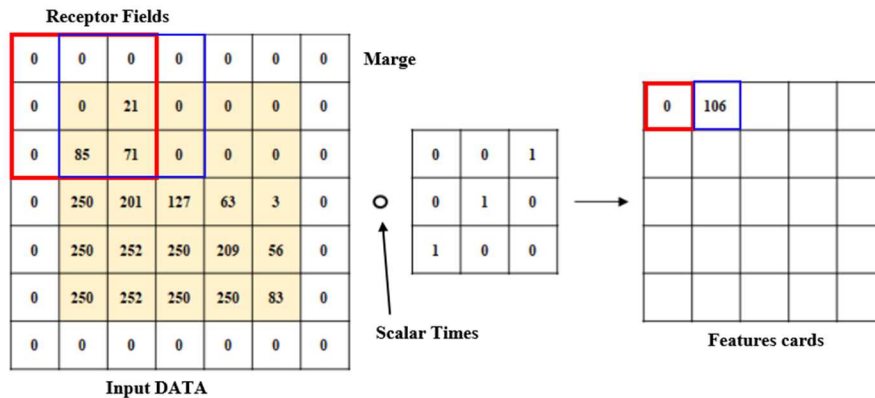 Receptor Fields
0 0 0 0 0 0 0
Marge
0 0 21 0 0 0 0
0 106
0 85 71 0 0 0 0
0 0 1
0 250 201 127 63 3 0
0 1 0
0 250 252 250 209 56 0
1 0 0
0 250 252 250 250 83 0
Scalar Times
0 0 0 0 0 0 0
Features cards
Input DATA